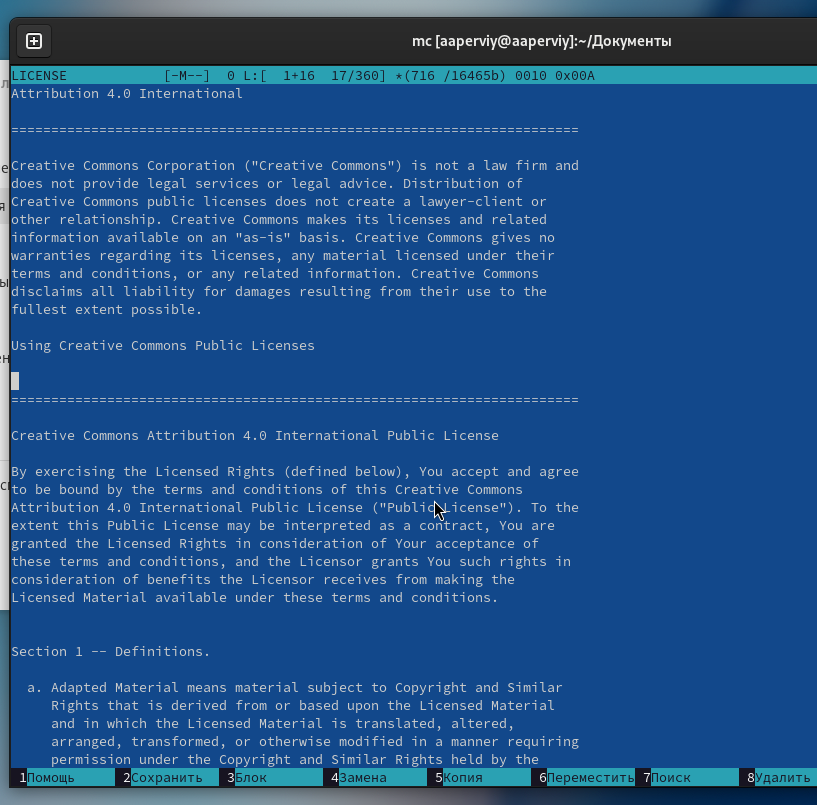 mc [aaperviy@aaperviy]:~/Документы
LICENSE [-M--] 0 L:[ 1+16 17/360] *(716 /16465b) 0010 0x00A
Attribution 4.0 International
=======================================================================
Creative Commons Corporation ("Creative Commons") is not a law firm and
does not provide legal services or legal advice. Distribution of
Creative Commons public licenses does not create a lawyer-client or
other relationship. Creative Commons makes its licenses and related
information available on an "as-is" basis. Creative Commons gives no
warranties regarding its licenses, any material licensed under their
terms and conditions, or any related information. Creative Commons
disclaims all liability for damages resulting from their use to the
fullest extent possible.
Using Creative Commons Public Licenses
=======================================================================
Creative Commons Attribution 4.0 International Public License
By exercising the Licensed Rights (defined below), You accept and agree
to be bound by the terms and conditions of this Creative Commons
Attribution 4.0 International Public License ("Public License"). To the
extent this Public License may be interpreted as a contract, You are
granted the Licensed Rights in consideration of Your acceptance of
these terms and conditions, and the Licensor grants You such rights in
consideration of benefits the Licensor receives from making the
Licensed Material available under these terms and conditions.
Section 1 -- Definitions.
a. Adapted Material means material subject to Copyright and Similar
Rights that is derived from or based upon the Licensed Material
and in which the Licensed Material is translated, altered,
arranged, transformed, or otherwise modified in a manner requiring
permission under the Copyright and Similar Rights held by the
1Помощь 2Сохранить 3Блок 4Замена 5Копия 6Переместить 7Поиск 8Удалить